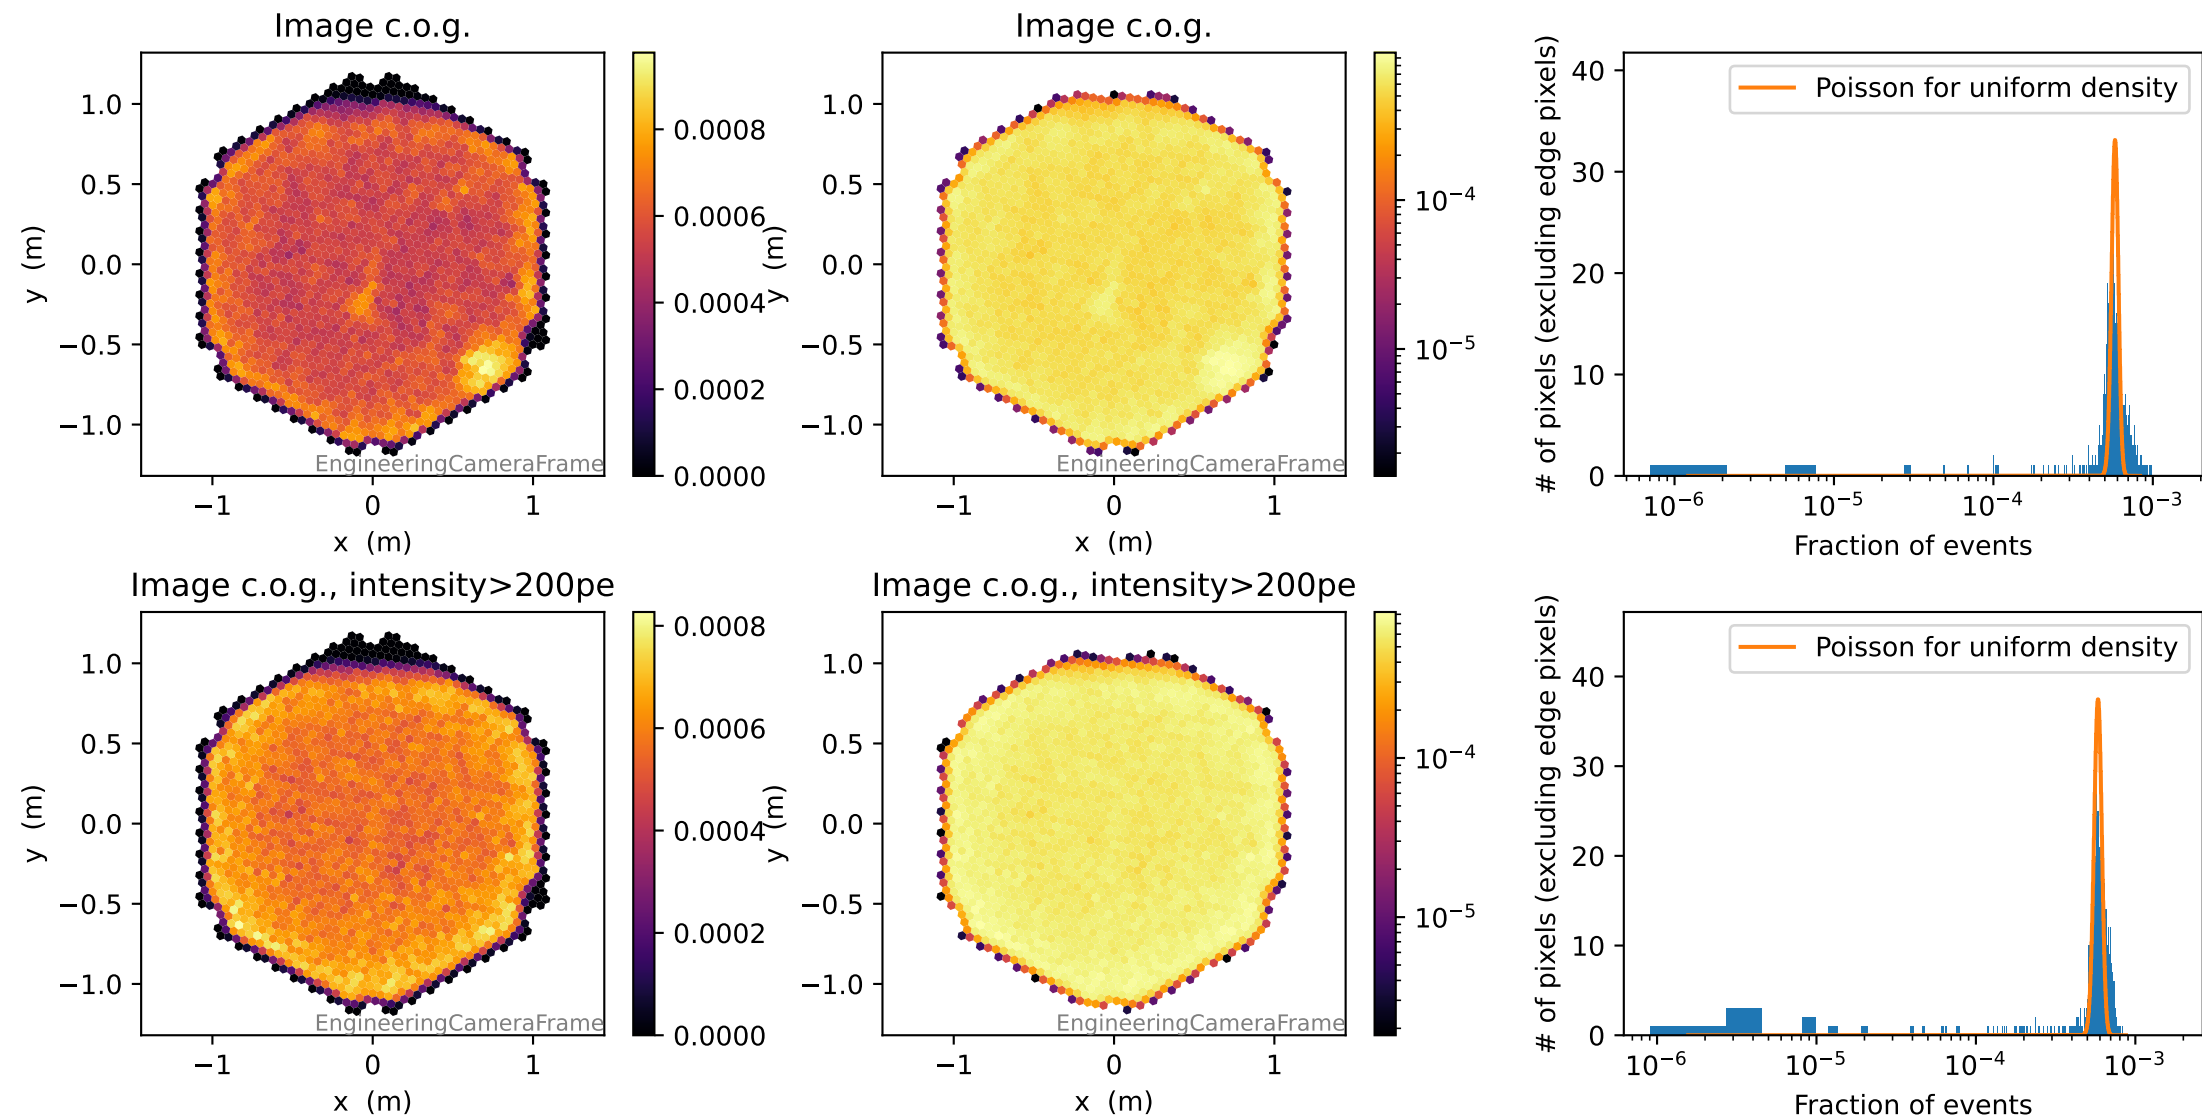 Image c.o.g.
1.0
0.5
0.0
−0.5
−1.0
y (m)
−1
0
1
x (m)
EngineeringCameraFrame
0.0008
0.0006
0.0004
0.0002
0.0000
Image c.o.g.
1.0
0.5
0.0
−0.5
−1.0
y (m)
−1
0
1
x (m)
EngineeringCameraFrame
10⁻⁴
10⁻⁵
# of pixels (excluding edge pixels)
40
30
20
10
0
Poisson for uniform density
10⁻⁶
10⁻⁵
10⁻⁴
10⁻³
Fraction of events
Image c.o.g., intensity>200pe
1.0
0.5
0.0
−0.5
−1.0
y (m)
−1
0
1
x (m)
EngineeringCameraFrame
0.0008
0.0006
0.0004
0.0002
0.0000
Image c.o.g., intensity>200pe
1.0
0.5
0.0
−0.5
−1.0
y (m)
−1
0
1
x (m)
EngineeringCameraFrame
10⁻⁴
10⁻⁵
# of pixels (excluding edge pixels)
40
30
20
10
0
Poisson for uniform density
10⁻⁶
10⁻⁵
10⁻⁴
10⁻³
Fraction of events